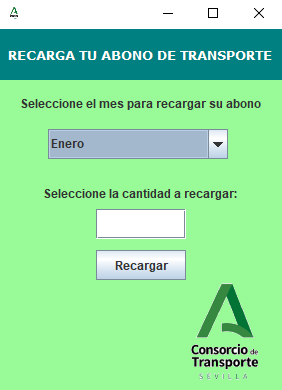 RECARGA TU ABONO DE TRANSPORTE
Seleccione el mes para recargar su abono
Enero
Seleccione la cantidad a recargar:
Recargar
Consorcio de
Transporte
SEVILLA